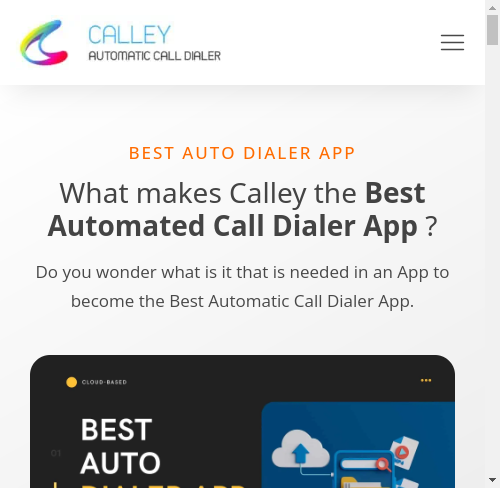 CALLEY
AUTOMATIC CALL DIALER
BEST AUTO DIALER APP
What makes Calley the Best
Automated Call Dialer App ?
Do you wonder what is it that is needed in an App to
become the Best Automatic Call Dialer App.
CLOUD-BASED
01
BEST
AUTO
DIALER APP